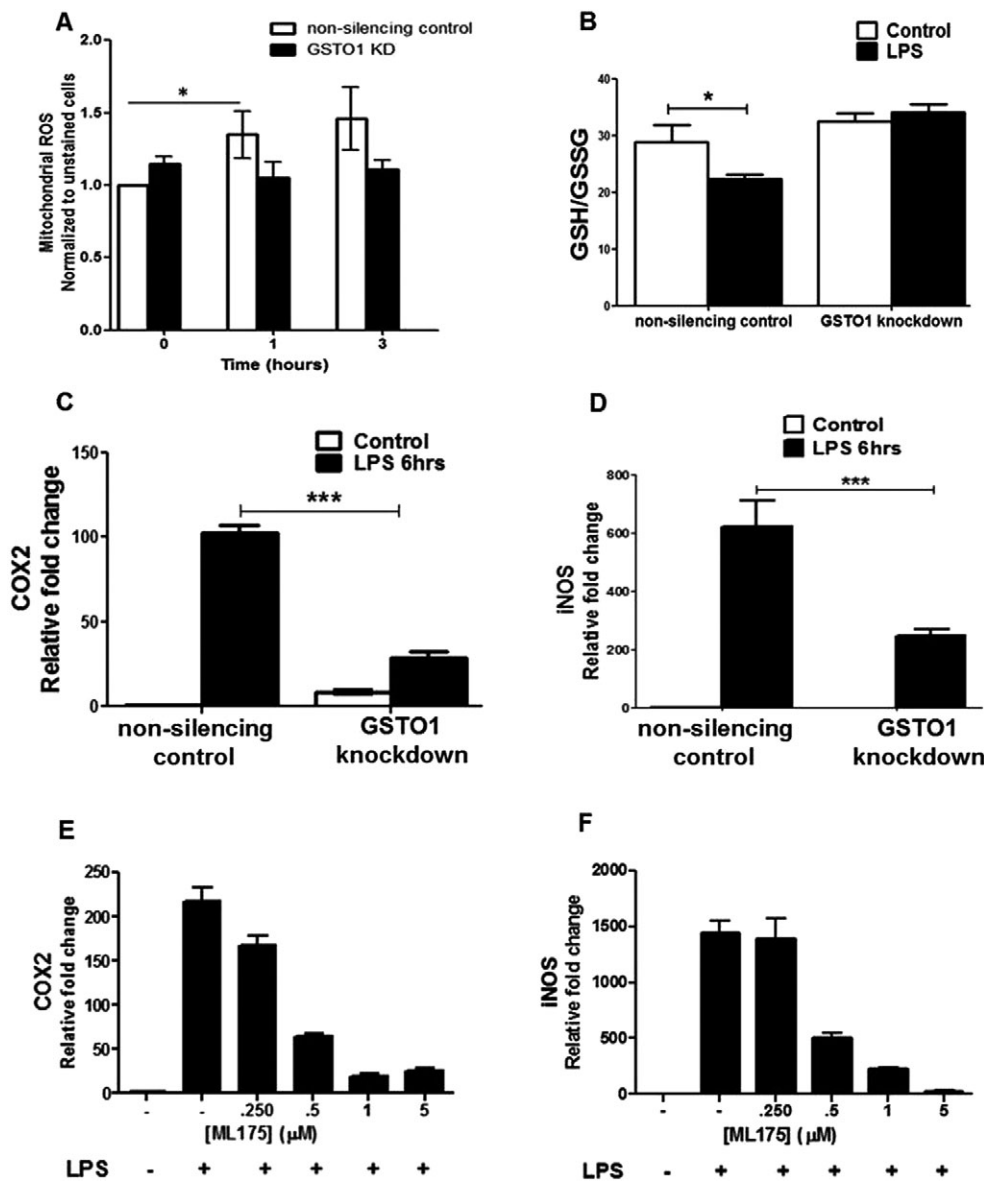 A
non-silencing control
GSTO1 KD
Mitochondrial ROS
Normalized to unstained cells
2.0
1.5
1.0
0.5
0.0
*
0 1 3
Time (hours)
B
Control
LPS
GSH/GSSG
40
30
20
10
0
*
non-silencing control GSTO1 knockdown
C
Control
LPS 6hrs
COX2
Relative fold change
150
100
50
0
***
non-silencing
control
GSTO1
knockdown
D
Control
LPS 6hrs
iNOS
Relative fold change
800
600
400
200
0
***
non-silencing
control
GSTO1
knockdown
E
COX2
Relative fold change
250
200
150
100
50
0
- - .250 .5 1 5
[ML175] (µM)
LPS - + + + + +
F
iNOS
Relative fold change
2000
1500
1000
500
0
- - .250 .5 1 5
[ML175] (µM)
LPS - + + + + +